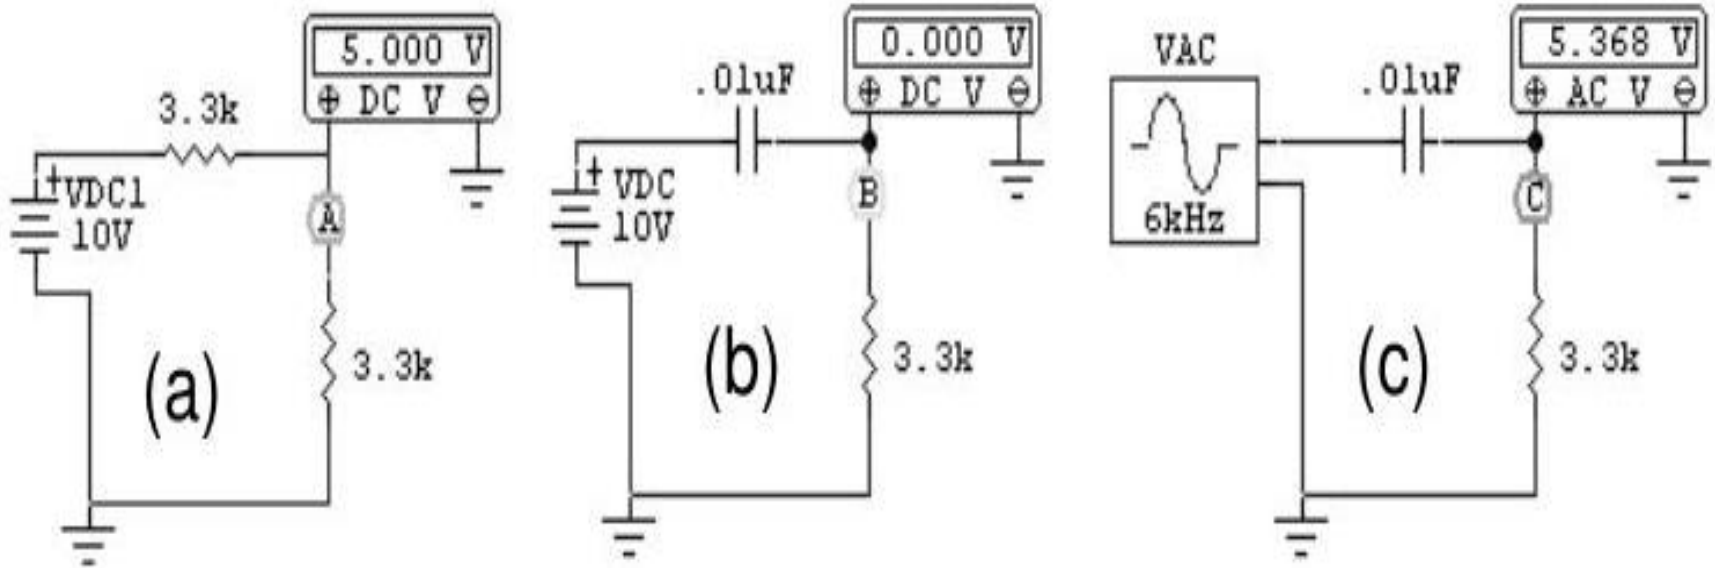 5.000 V
⊕ DC V ⊖
3.3k
+
VDC1
10V
A
3.3k
(a)
0.000 V
⊕ DC V ⊖
.01uF
+
VDC
10V
B
3.3k
(b)
5.368 V
⊕ AC V ⊖
VAC
.01uF
6kHz
C
3.3k
(c)